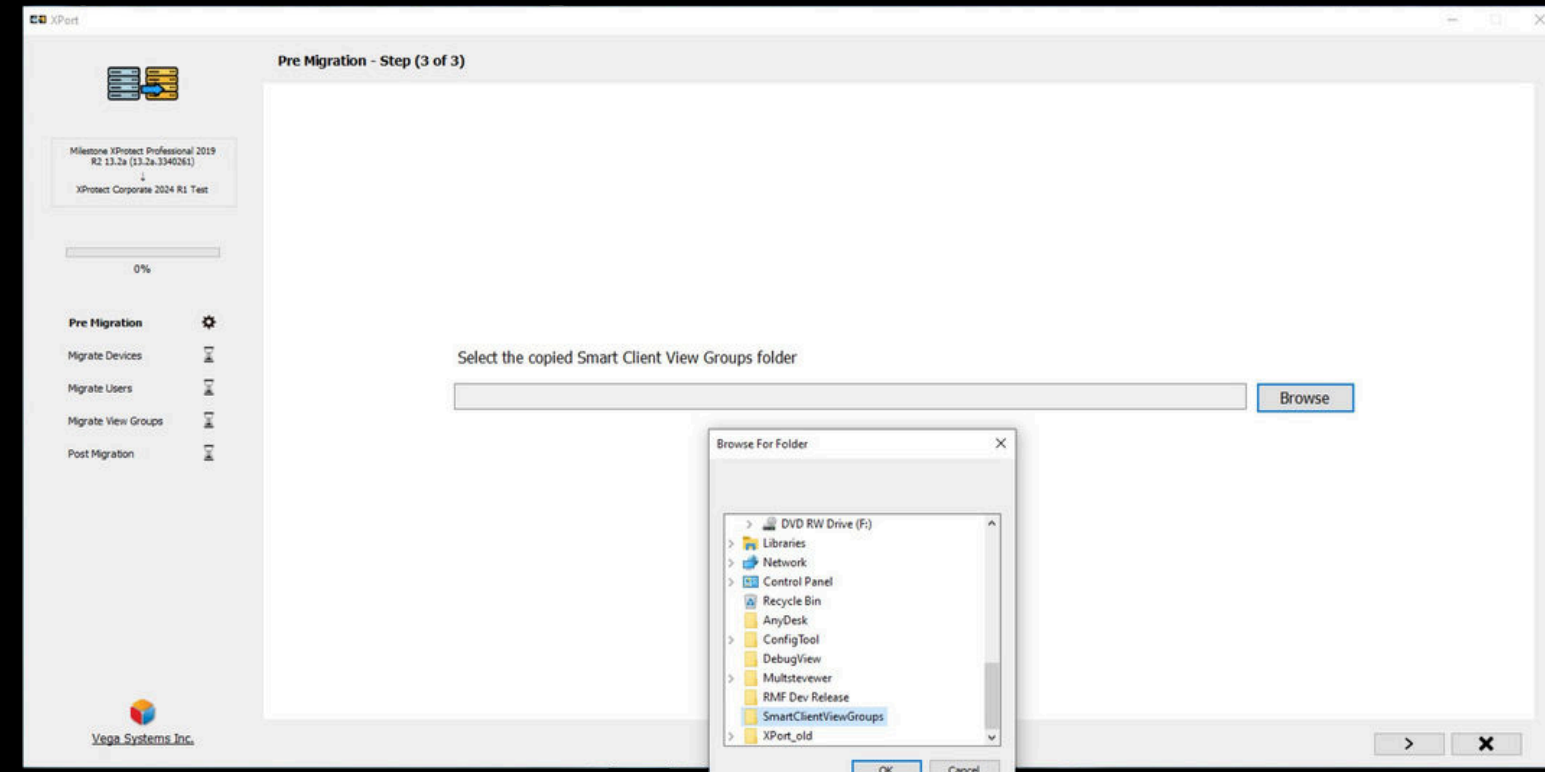 XPort
Pre Migration - Step (3 of 3)
Milestone XProtect Professional 2019
R2 13.2a (13.2a.3340261)
↓
XProtect Corporate 2024 R1 Test
0%
Pre Migration
Migrate Devices
Migrate Users
Migrate View Groups
Post Migration
Vega Systems Inc.
Select the copied Smart Client View Groups folder
Browse
Browse For Folder
DVD RW Drive (F:)
Libraries
Network
Control Panel
Recycle Bin
AnyDesk
ConfigTool
DebugView
Multstevewer
RMF Dev Release
SmartClientViewGroups
XPort_old
OK Cancel